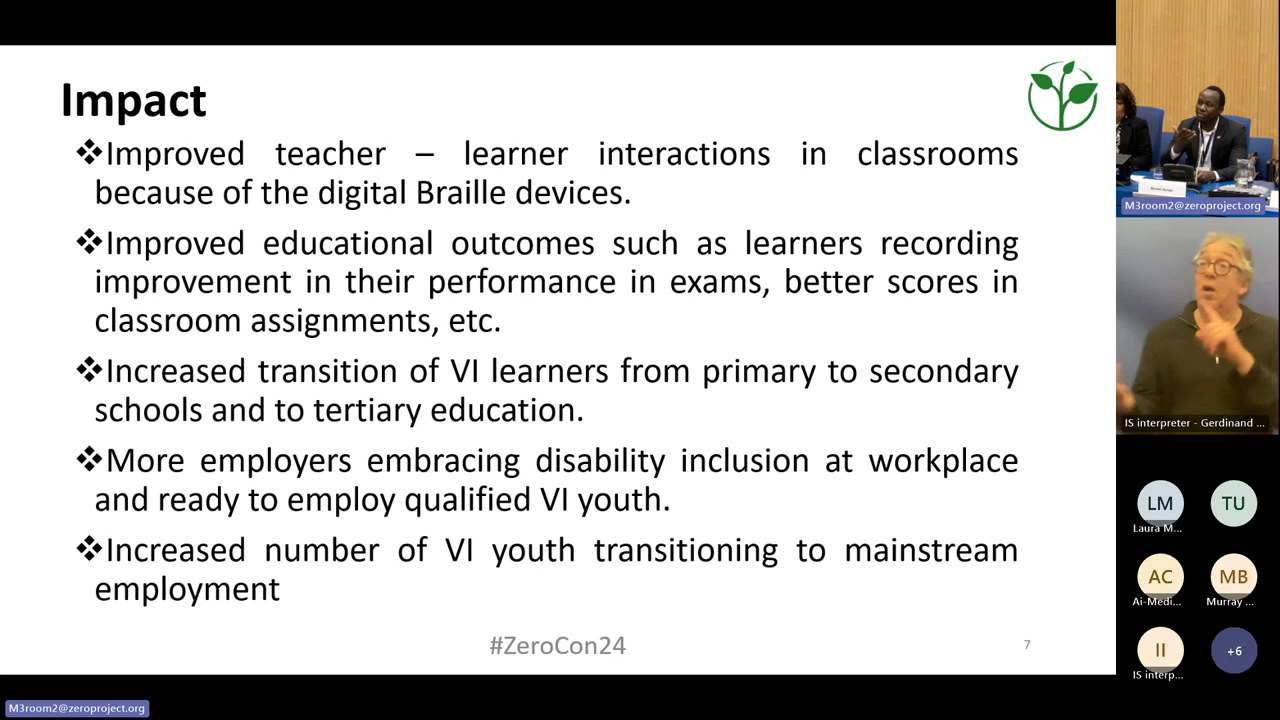 Impact
❖Improved teacher – learner interactions in classrooms
because of the digital Braille devices.
❖Improved educational outcomes such as learners recording
improvement in their performance in exams, better scores in
classroom assignments, etc.
❖Increased transition of VI learners from primary to secondary
schools and to tertiary education.
❖More employers embracing disability inclusion at workplace
and ready to employ qualified VI youth.
❖Increased number of VI youth transitioning to mainstream
employment
#ZeroCon24
7
M3room2@zeroproject.org
IS interpreter - Gerdinand ...
LM
Laura M...
TU
AC
Ai-Medi...
MB
Murray ...
II
IS interp...
+6
M3room2@zeroproject.org